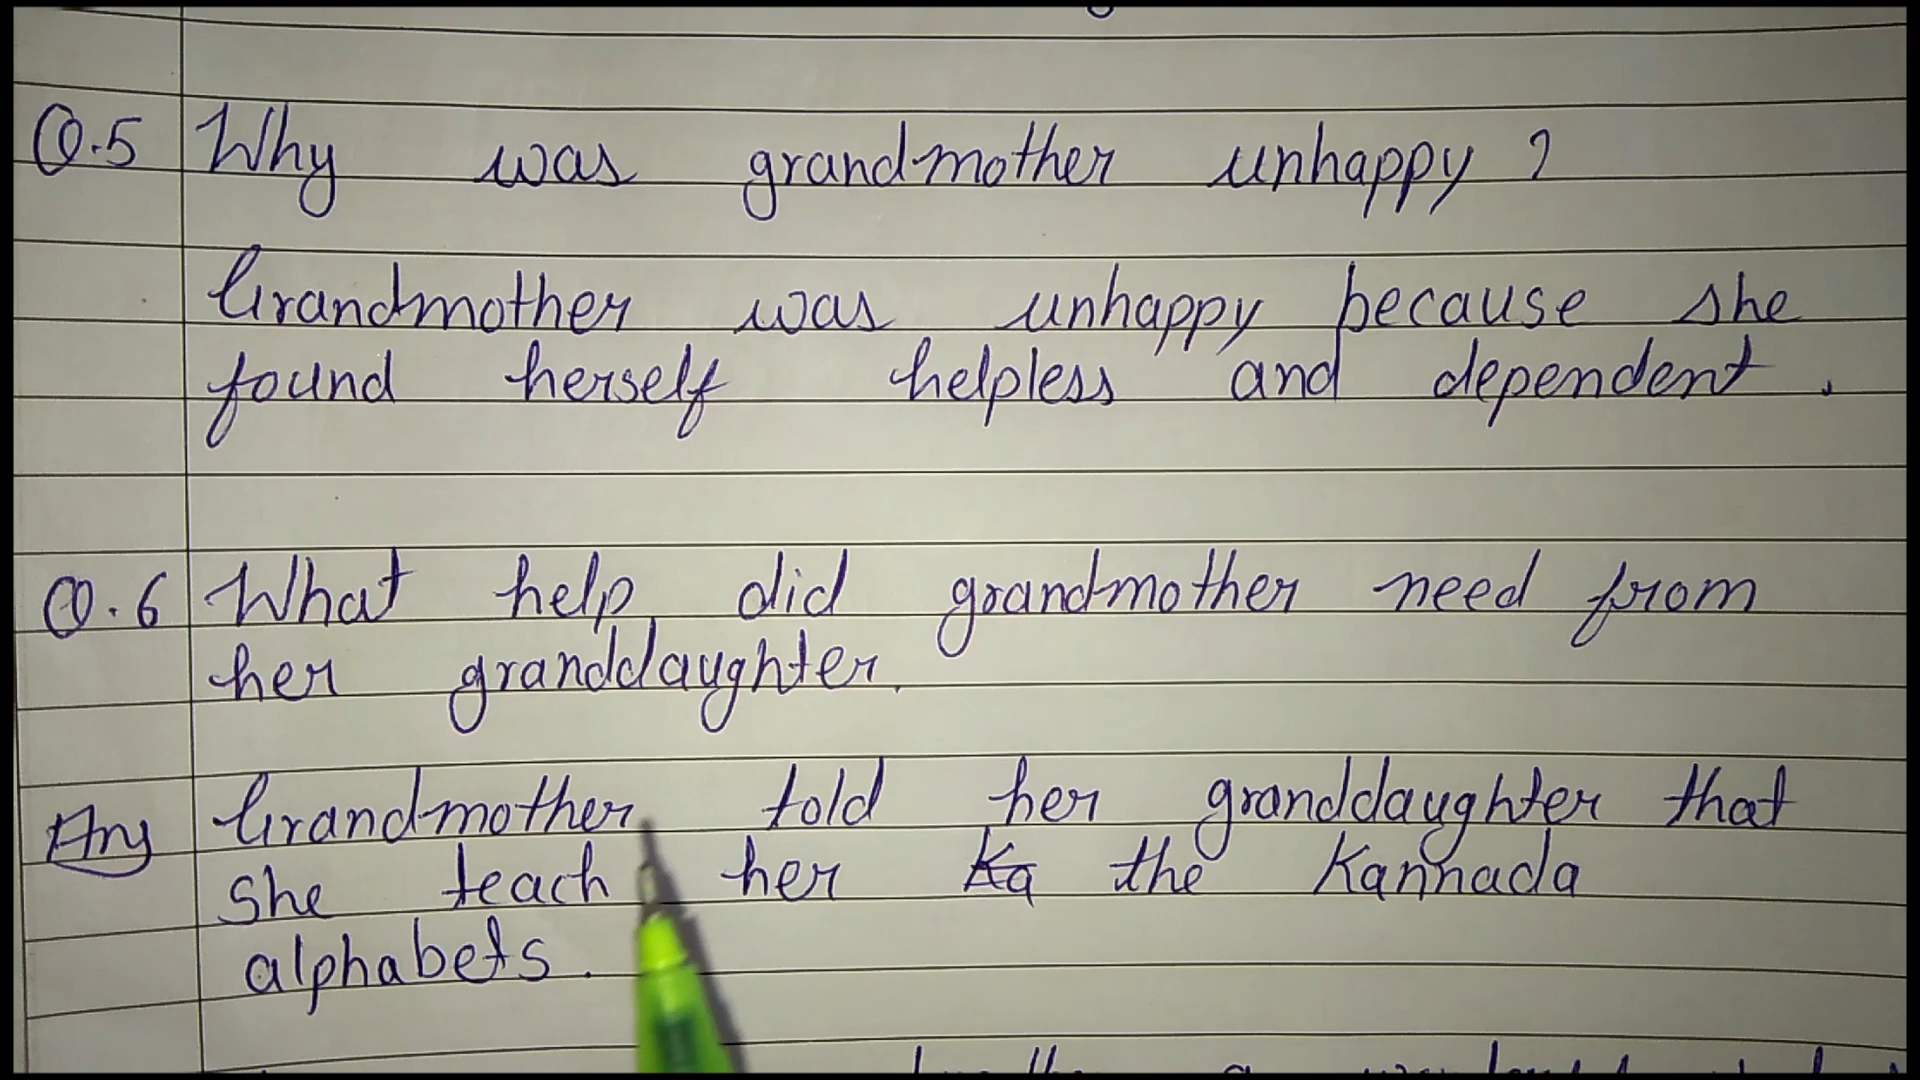 Q.5 Why was grandmother unhappy?
Grandmother was unhappy because she
found herself helpless and dependent.
Q.6 What help did grandmother need from
her granddaughter.
Ans Grandmother told her granddaughter that
she teach her Ka the Kannada
alphabets.